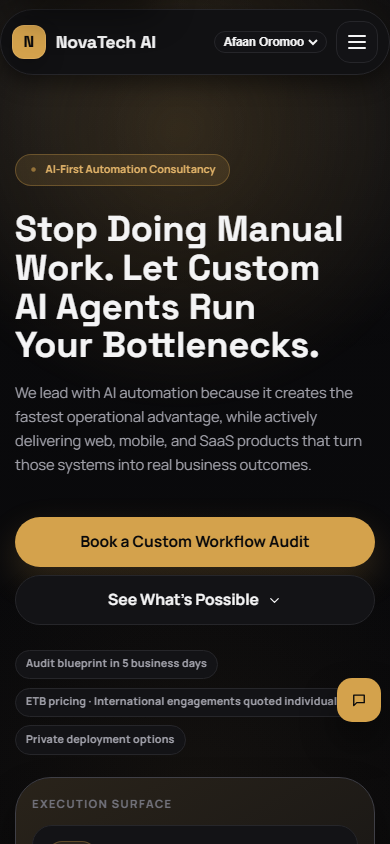 N NovaTech AI Afaan Oromoo
AI-First Automation Consultancy
Stop Doing Manual
Work. Let Custom
AI Agents Run
Your Bottlenecks.
We lead with AI automation because it creates the
fastest operational advantage, while actively
delivering web, mobile, and SaaS products that turn
those systems into real business outcomes.
Book a Custom Workflow Audit
See What's Possible
Audit blueprint in 5 business days
ETB pricing · International engagements quoted individual
Private deployment options
EXECUTION SURFACE